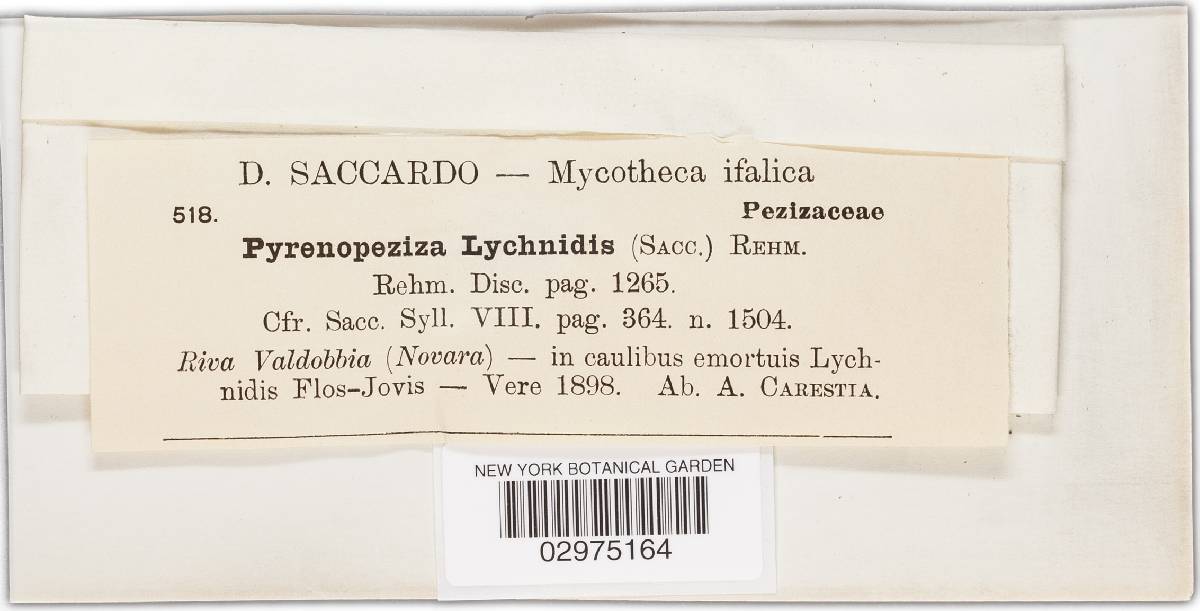 D. SACCARDO — Mycotheca ifalica
518.
Pezizaceae
Pyrenopeziza Lychnidis (SACC.) REHM.
Rehm. Disc. pag. 1265.
Cfr. Sacc. Syll. VIII. pag. 364. n. 1504.
Riva Valdobbia (Novara) — in caulibus emortuis Lych-
nidis Flos-Jovis — Vere 1898. Ab. A. CARESTIA.
NEW YORK BOTANICAL GARDEN
02975164